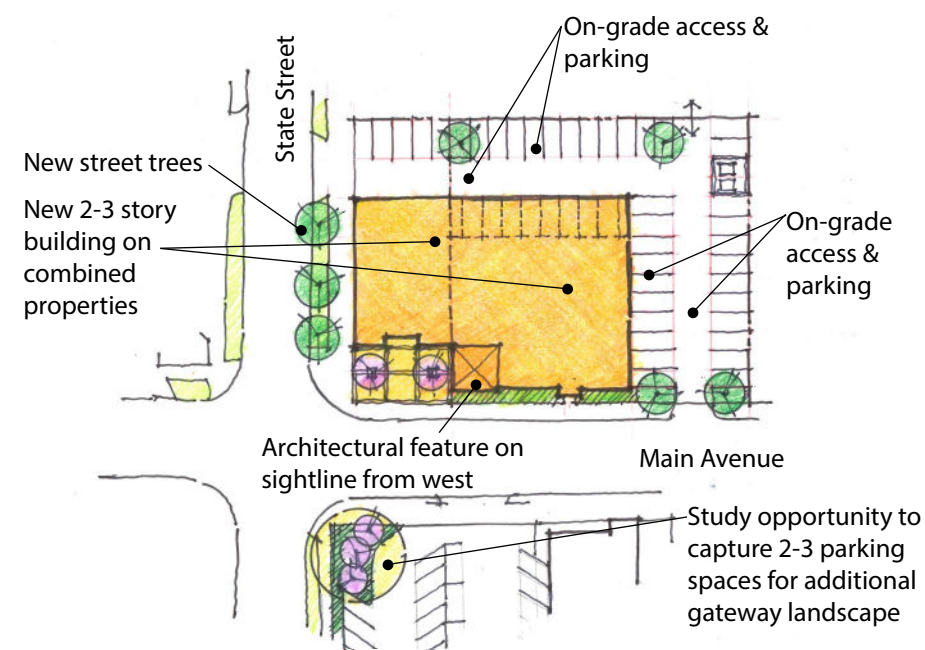 On-grade access &
parking
State Street
New street trees
New 2-3 story
building on
combined
properties
On-grade
access &
parking
Architectural feature on
sightline from west
Main Avenue
Study opportunity to
capture 2-3 parking
spaces for additional
gateway landscape